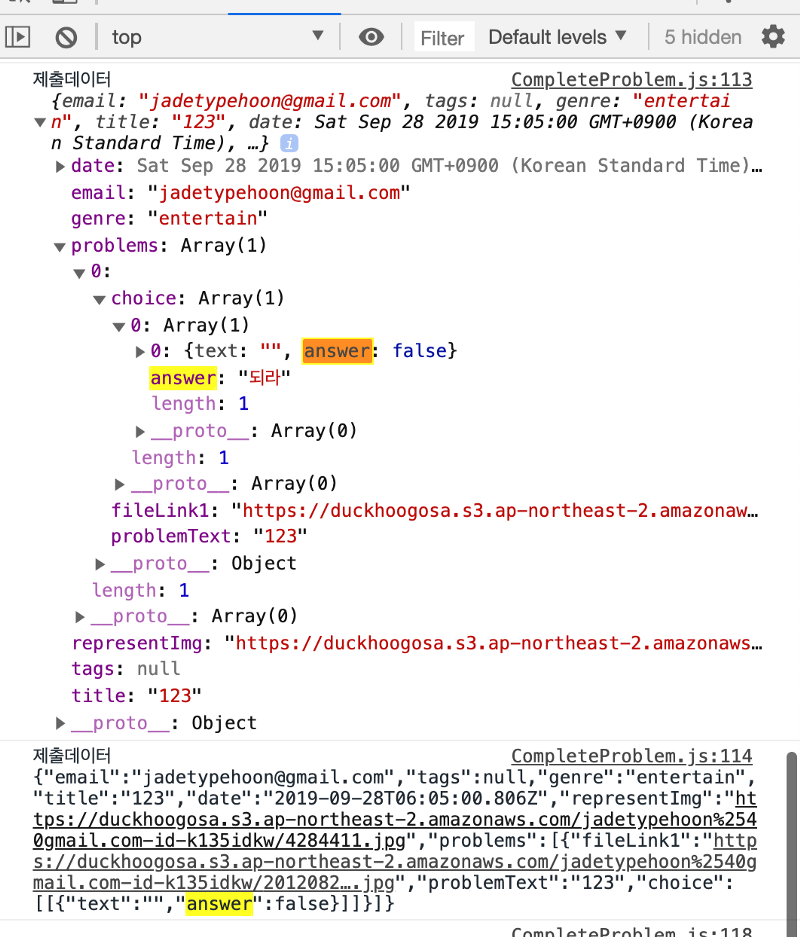 top
Filter
Default levels
5 hidden
제출데이터
CompleteProblem.js:113
{email: "jadetypehoon@gmail.com", tags: null, genre: "entertai
n", title: "123", date: Sat Sep 28 2019 15:05:00 GMT+0900 (Korea
n Standard Time), …} i
date: Sat Sep 28 2019 15:05:00 GMT+0900 (Korean Standard Time)…
email: "jadetypehoon@gmail.com"
genre: "entertain"
problems: Array(1)
0:
choice: Array(1)
0: Array(1)
0: {text: "", answer: false}
answer: "되라"
length: 1
__proto__: Array(0)
length: 1
__proto__: Array(0)
fileLink1: "https://duckhoogosa.s3.ap-northeast-2.amazonaw…
problemText: "123"
__proto__: Object
length: 1
__proto__: Array(0)
representImg: "https://duckhoogosa.s3.ap-northeast-2.amazonaws…
tags: null
title: "123"
__proto__: Object
제출데이터
CompleteProblem.js:114
{"email":"jadetypehoon@gmail.com","tags":null,"genre":"entertain",
"title":"123","date":"2019-09-28T06:05:00.806Z","representImg":"ht
tps://duckhoogosa.s3.ap-northeast-2.amazonaws.com/jadetypehoon%254
0gmail.com-id-k135idkw/4284411.jpg","problems":[{"fileLink1":"http
s://duckhoogosa.s3.ap-northeast-2.amazonaws.com/jadetypehoon%2540g
mail.com-id-k135idkw/2012082….jpg","problemText":"123","choice":
[[{"text":"","answer":false}]]}]}
CompleteProblem.js:118